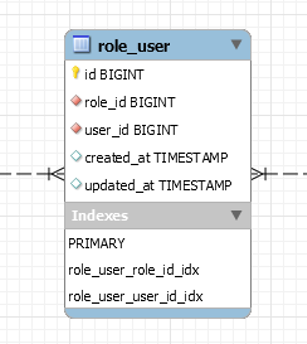 role_user
id BIGINT
role_id BIGINT
user_id BIGINT
created_at TIMESTAMP
updated_at TIMESTAMP
Indexes
PRIMARY
role_user_role_id_idx
role_user_user_id_idx